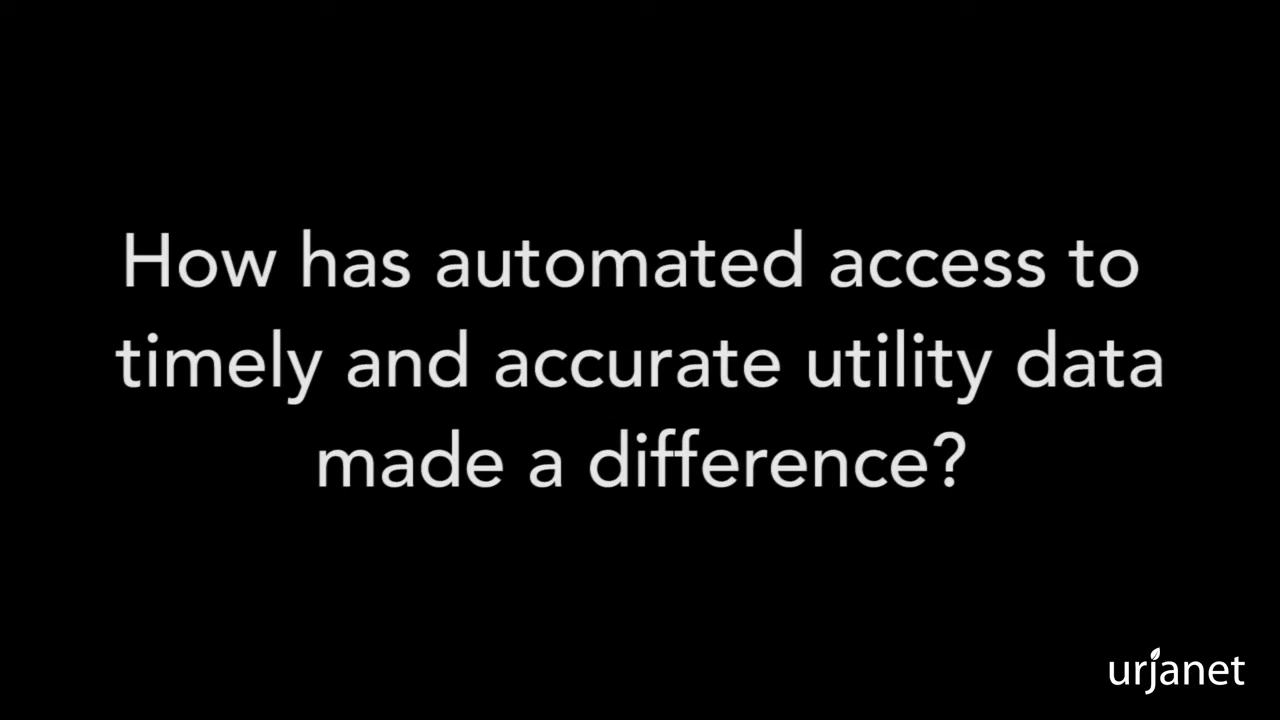 How has automated access to
timely and accurate utility data
made a difference?
urjanet